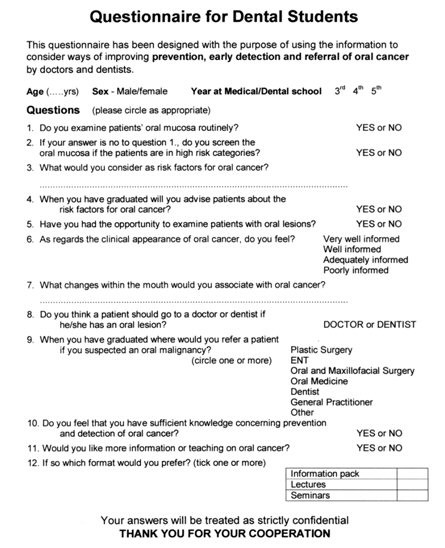 Questionnaire for Dental Students
This questionnaire has been designed with the purpose of using the information to
consider ways of improving prevention, early detection and referral of oral cancer
by doctors and dentists.
Age (.....yrs) Sex - Male/female Year at Medical/Dental school 3rd 4th 5th
Questions (please circle as appropriate)
1. Do you examine patients' oral mucosa routinely? YES or NO
2. If your answer is no to question 1., do you screen the
oral mucosa if the patients are in high risk categories? YES or NO
3. What would you consider as risk factors for oral cancer?
................................................................................
4. When you have graduated will you advise patients about the
risk factors for oral cancer? YES or NO
5. Have you had the opportunity to examine patients with oral lesions? YES or NO
6. As regards the clinical appearance of oral cancer, do you feel? Very well informed
Well informed
Adequately informed
Poorly informed
7. What changes within the mouth would you associate with oral cancer?
................................................................................
8. Do you think a patient should go to a doctor or dentist if
he/she has an oral lesion? DOCTOR or DENTIST
9. When you have graduated where would you refer a patient
if you suspected an oral malignancy? Plastic Surgery
(circle one or more) ENT
Oral and Maxillofacial Surgery
Oral Medicine
Dentist
General Practitioner
Other
10. Do you feel that you have sufficient knowledge concerning prevention
and detection of oral cancer? YES or NO
11. Would you like more information or teaching on oral cancer? YES or NO
12. If so which format would you prefer? (tick one or more)
Information pack
Lectures
Seminars
Your answers will be treated as strictly confidential
THANK YOU FOR YOUR COOPERATION